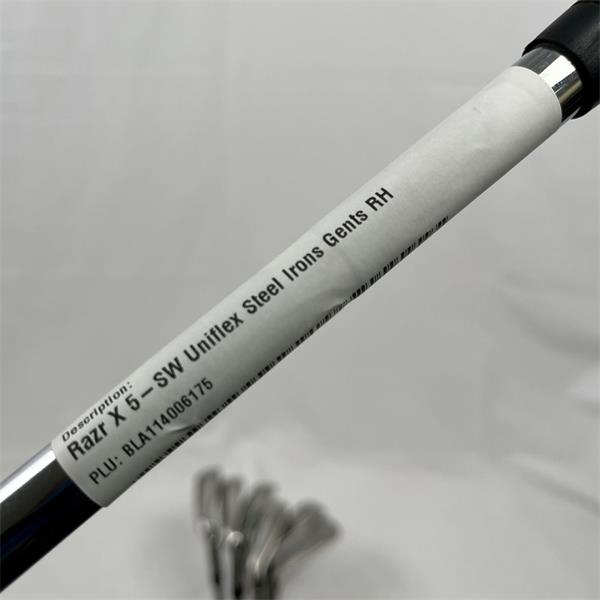 Description:
Razr X 5-SW Uniflex Steel Irons Gents RH
PLU: BLA114006175